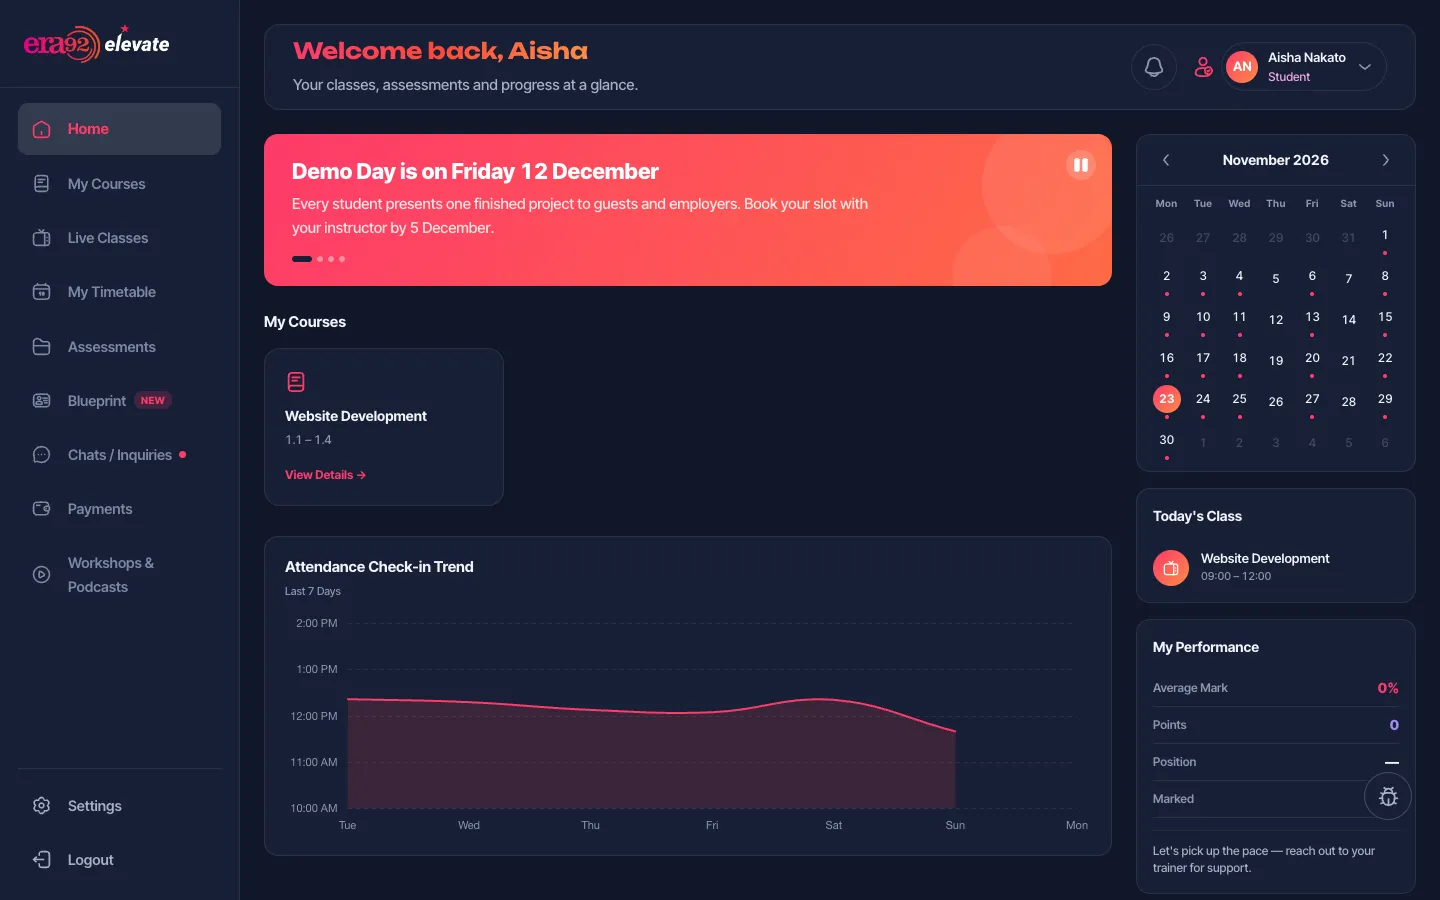 era92 elevate
Home
My Courses
Live Classes
My Timetable
Assessments
Blueprint NEW
Chats / Inquiries
Payments
Workshops &
Podcasts
Settings
Logout
Welcome back, Aisha
Your classes, assessments and progress at a glance.
AN
Aisha Nakato
Student
Demo Day is on Friday 12 December
Every student presents one finished project to guests and employers. Book your slot with
your instructor by 5 December.
My Courses
Website Development
1.1 – 1.4
View Details →
Attendance Check-in Trend
Last 7 Days
2:00 PM
1:00 PM
12:00 PM
11:00 AM
10:00 AM
Tue Wed Thu Fri Sat Sun Mon
November 2026
Mon Tue Wed Thu Fri Sat Sun
26 27 28 29 30 31 1
2 3 4 5 6 7 8
9 10 11 12 13 14 15
16 17 18 19 20 21 22
23 24 25 26 27 28 29
30 1 2 3 4 5 6
Today's Class
Website Development
09:00 – 12:00
My Performance
Average Mark 0%
Points 0
Position —
Marked
Let's pick up the pace — reach out to your
trainer for support.